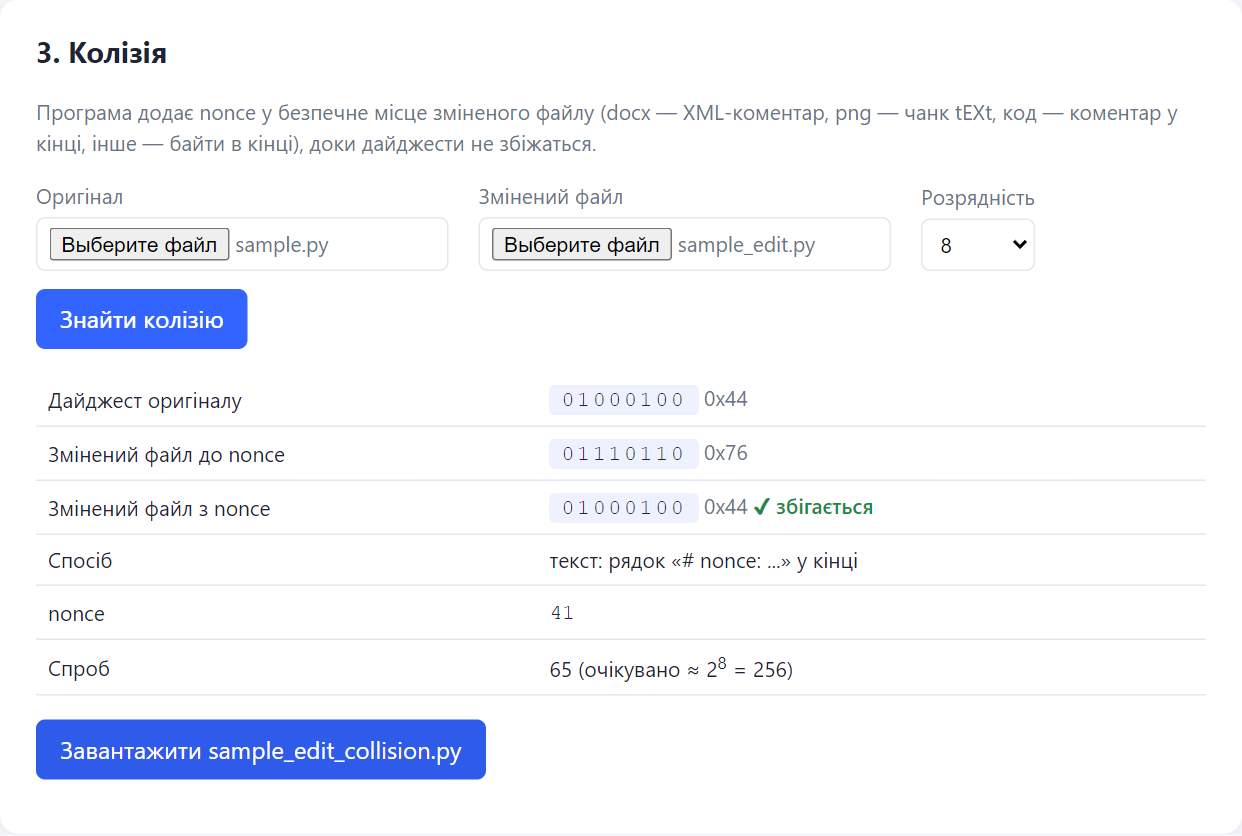 3. Колізія
Програма додає nonce у безпечне місце зміненого файлу (docx — XML-коментар, png — чанк tEXt, код — коментар у
кінці, інше — байти в кінці), доки дайджести не збіжаться.
Оригінал Змінений файл Розрядність
Выберите файл sample.py Выберите файл sample_edit.py 8
Знайти колізію
Дайджест оригіналу 01000100 0x44
Змінений файл до nonce 01110110 0x76
Змінений файл з nonce 01000100 0x44 ✓ збігається
Спосіб текст: рядок «# nonce: ...» у кінці
nonce 41
Спроб 65 (очікувано ≈ 2⁸ = 256)
Завантажити sample_edit_collision.py